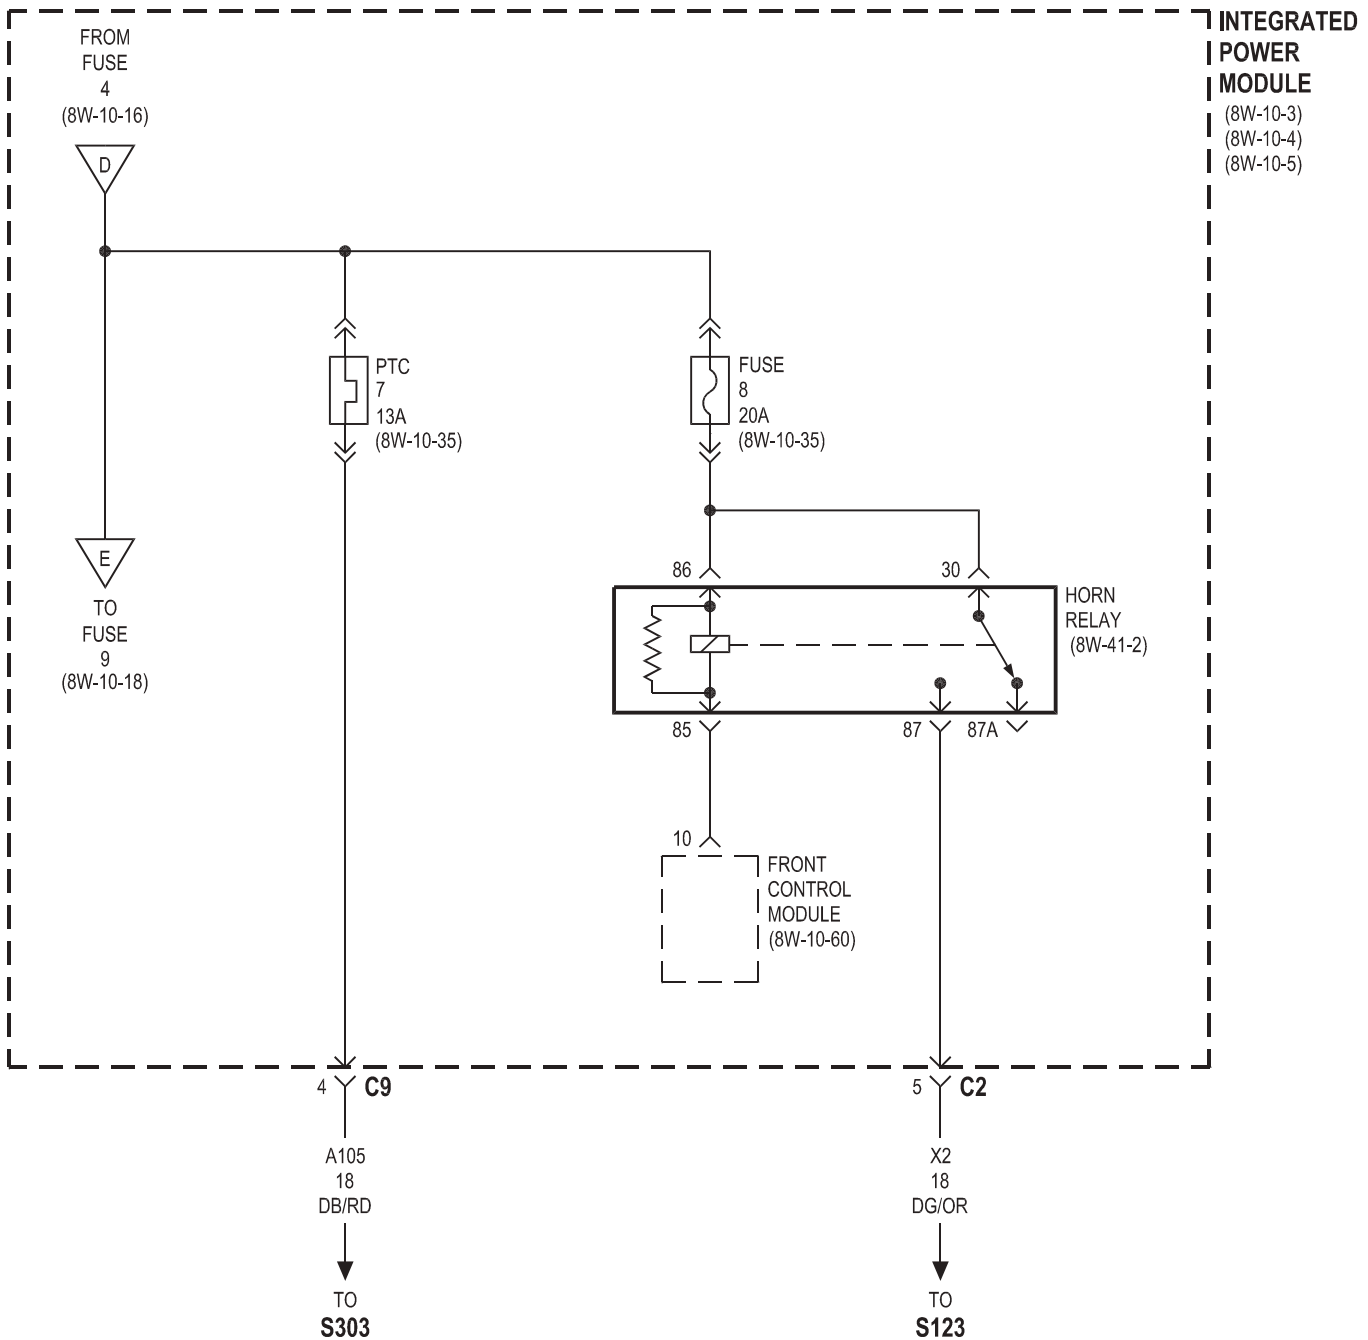 INTEGRATED
POWER
MODULE
(8W-10-3)
(8W-10-4)
(8W-10-5)
FROM
FUSE
4
(8W-10-16)
D
PTC
7
13A
(8W-10-35)
FUSE
8
20A
(8W-10-35)
E
TO
FUSE
9
(8W-10-18)
86
30
HORN
RELAY
(8W-41-2)
85
87
87A
10
FRONT
CONTROL
MODULE
(8W-10-60)
4
C9
5
C2
A105
18
DB/RD
X2
18
DG/OR
TO
S303
TO
S123